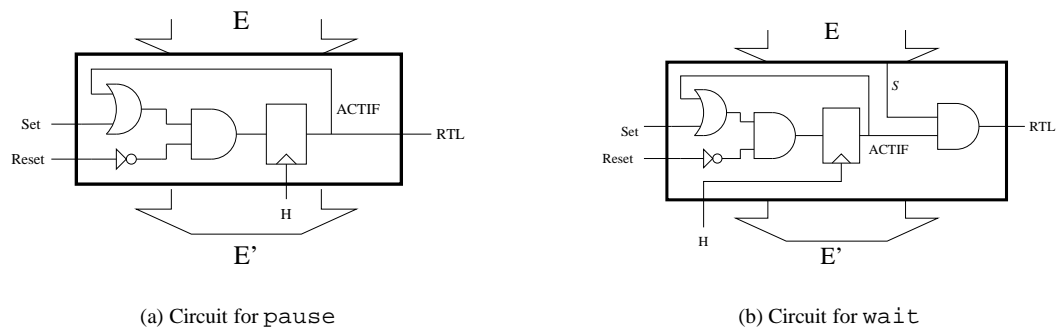 E
Set
Reset
ACTIF
RTL
H
E'
(a) Circuit for pause
E
S
Set
Reset
ACTIF
RTL
H
E'
(b) Circuit for wait